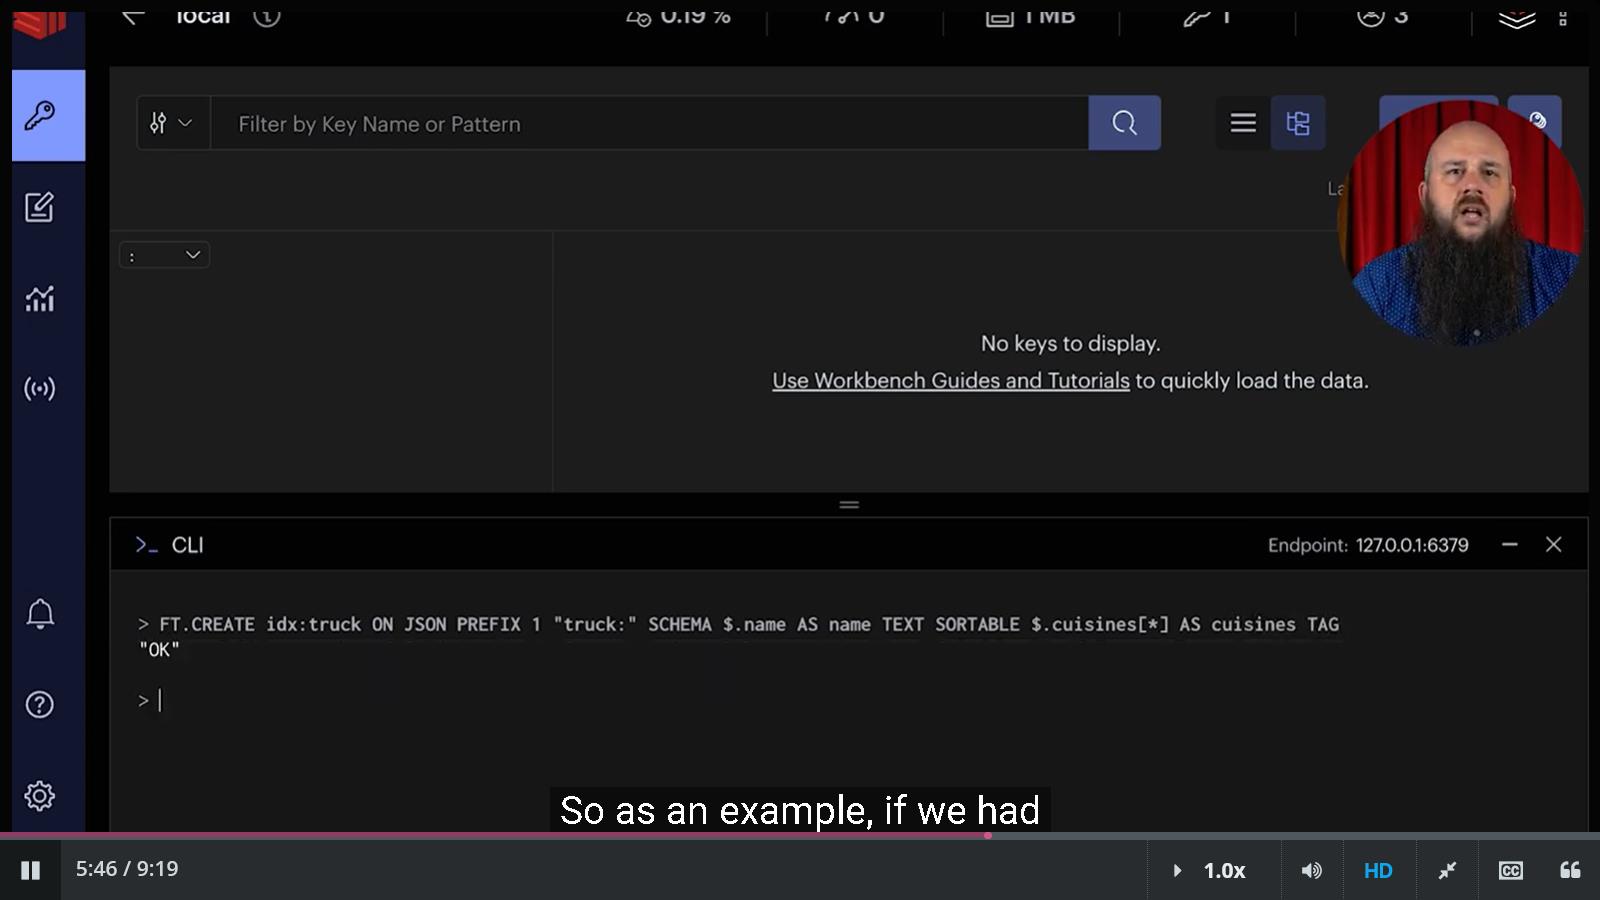 local 0.19 % 0 1 MB 1 3
Filter by Key Name or Pattern
La
:
No keys to display.
Use Workbench Guides and Tutorials to quickly load the data.
>_ CLI Endpoint: 127.0.0.1:6379
> FT.CREATE idx:truck ON JSON PREFIX 1 "truck:" SCHEMA $.name AS name TEXT SORTABLE $.cuisines[*] AS cuisines TAG
"OK"
>
So as an example, if we had
5:46 / 9:19 1.0x HD CC